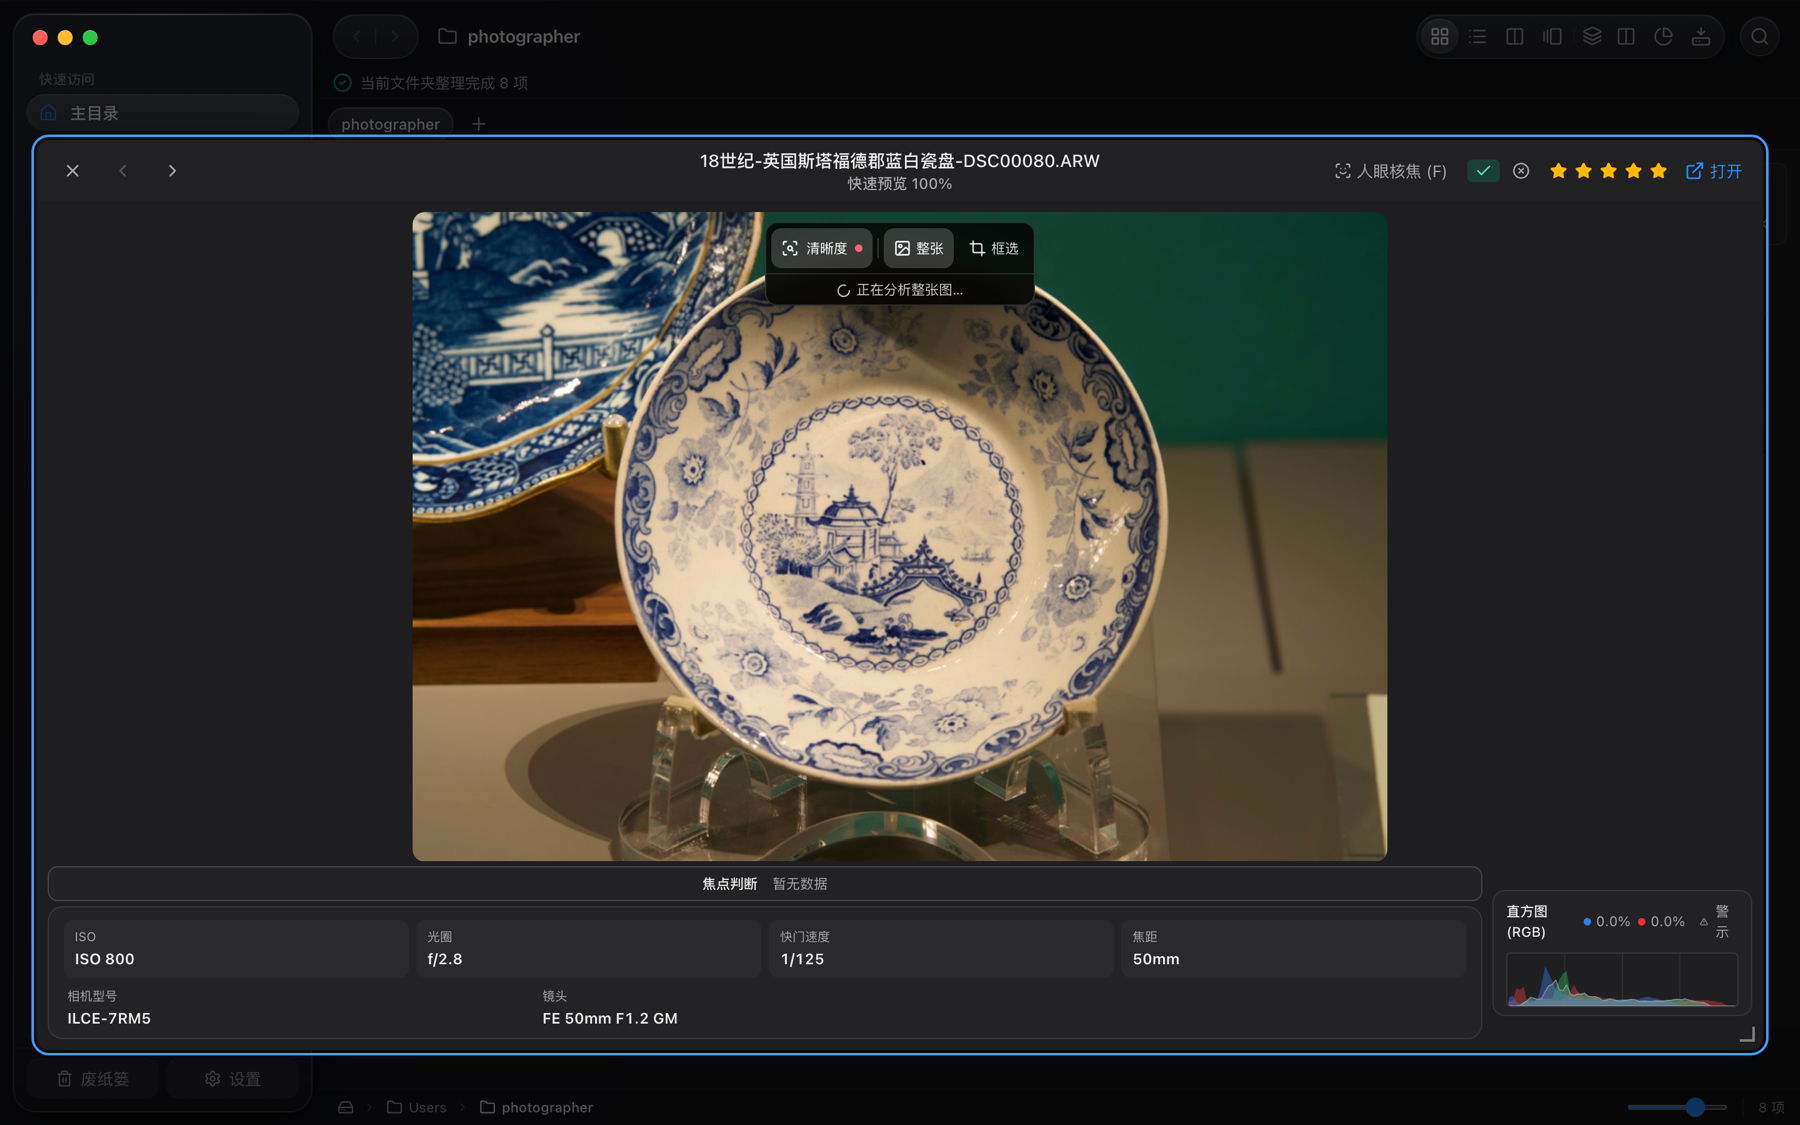 photographer
快速访问
当前文件夹整理完成 8 项
主目录
photographer
18世纪-英国斯塔福德郡蓝白瓷盘-DSC00080.ARW
快速预览 100%
人眼核焦 (F)
打开
清晰度
整张
框选
正在分析整张图...
焦点判断 暂无数据
ISO
ISO 800
光圈
f/2.8
快门速度
1/125
焦距
50mm
相机型号
ILCE-7RM5
镜头
FE 50mm F1.2 GM
直方图
(RGB)
0.0%
0.0%
警
示
废纸篓
设置
Users
photographer
8 项